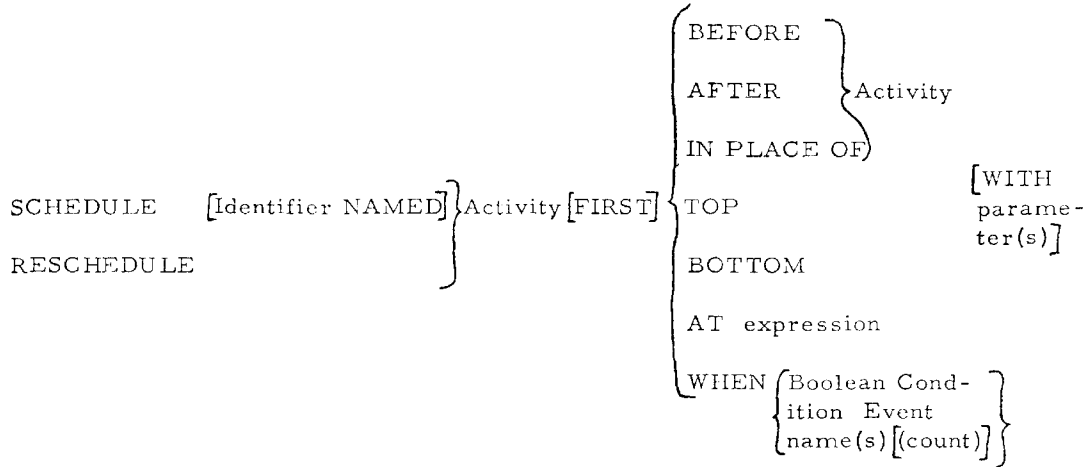 BEFORE
AFTER } Activity
IN PLACE OF
SCHEDULE [Identifier NAMED] } Activity [FIRST] { TOP [WITH parame-ter(s)]
RESCHEDULE
BOTTOM
AT expression
WHEN { Boolean Cond-
ition Event
name(s) [(count)] }